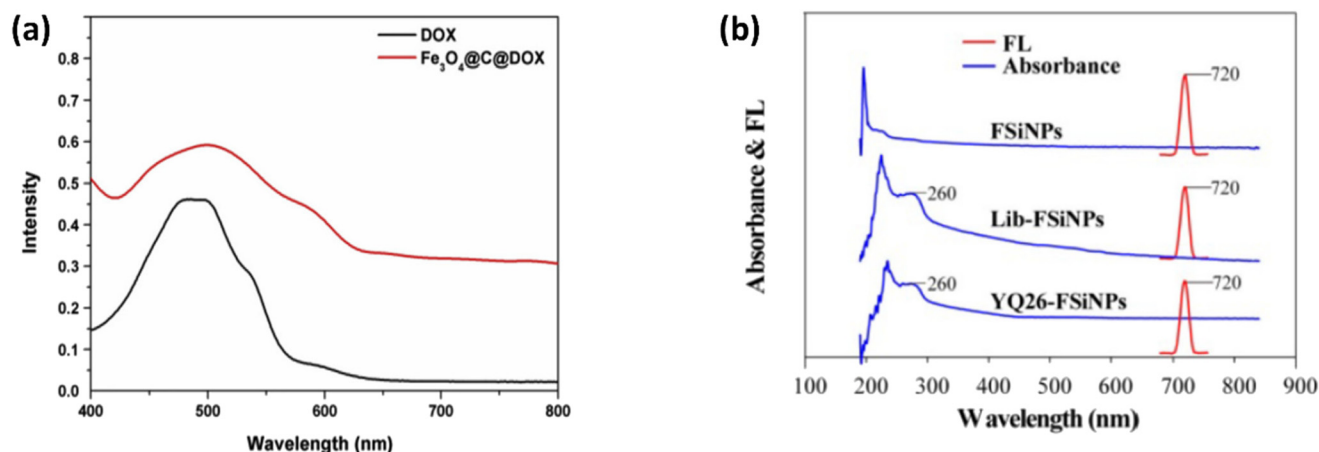 (a)
DOX
Fe₃O₄@C@DOX
0.8
0.7
0.6
0.5
0.4
0.3
0.2
0.1
0.0
Intensity
400 500 600 700 800
Wavelength (nm)
(b)
FL
Absorbance
720
FSiNPs
260
720
Lib-FSiNPs
260
720
YQ26-FSiNPs
Absorbance & FL
100 200 300 400 500 600 700 800 900
Wavelength (nm)